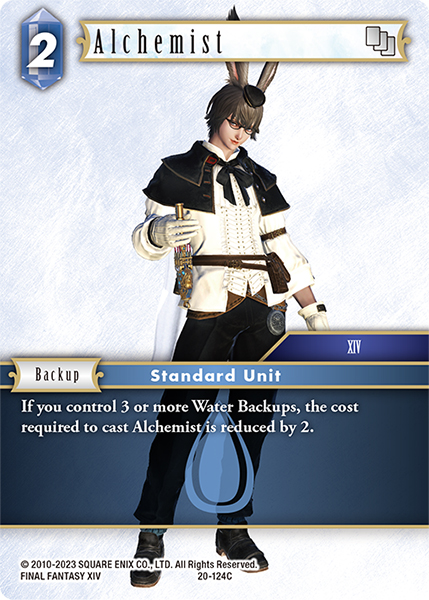 2
Alchemist
XIV
Backup
Standard Unit
If you control 3 or more Water Backups, the cost
required to cast Alchemist is reduced by 2.
© 2010-2023 SQUARE ENIX CO., LTD. All Rights Reserved.
FINAL FANTASY XIV 20-124C